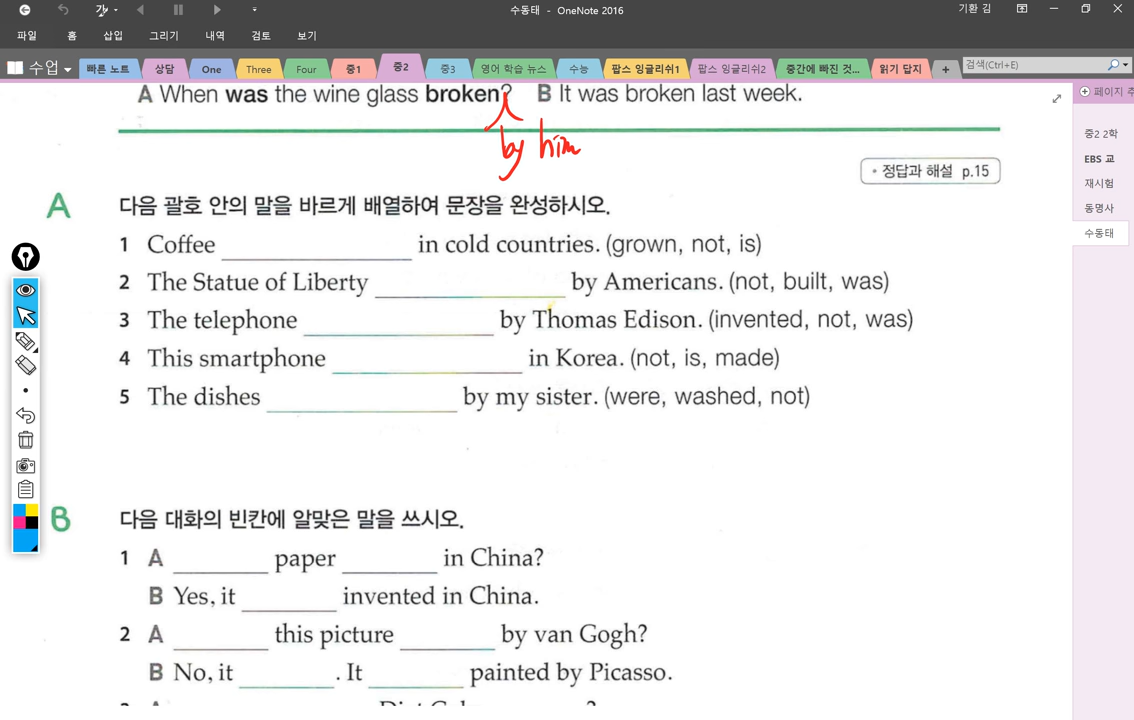 수동태 - OneNote 2016
기환 김
파일 홈 삽입 그리기 내역 검토 보기
수업 빠른 노트 상담 One Three Four 중1 중2 중3 영어 학습 뉴스 수능 팝스 잉글리쉬1 팝스 잉글리쉬2 중간에 빠진 것... 읽기 답지 + 검색(Ctrl+E)
페이지 추
중2 2학
EBS 교
재시험
동명사
수동태
A When was the wine glass broken? B It was broken last week.
by him
• 정답과 해설 p.15
A 다음 괄호 안의 말을 바르게 배열하여 문장을 완성하시오.
1 Coffee ____________ in cold countries. (grown, not, is)
2 The Statue of Liberty ____________ by Americans. (not, built, was)
3 The telephone ____________ by Thomas Edison. (invented, not, was)
4 This smartphone ____________ in Korea. (not, is, made)
5 The dishes ____________ by my sister. (were, washed, not)
B 다음 대화의 빈칸에 알맞은 말을 쓰시오.
1 A ______ paper ______ in China?
B Yes, it ______ invented in China.
2 A ______ this picture ______ by van Gogh?
B No, it ______. It ______ painted by Picasso.